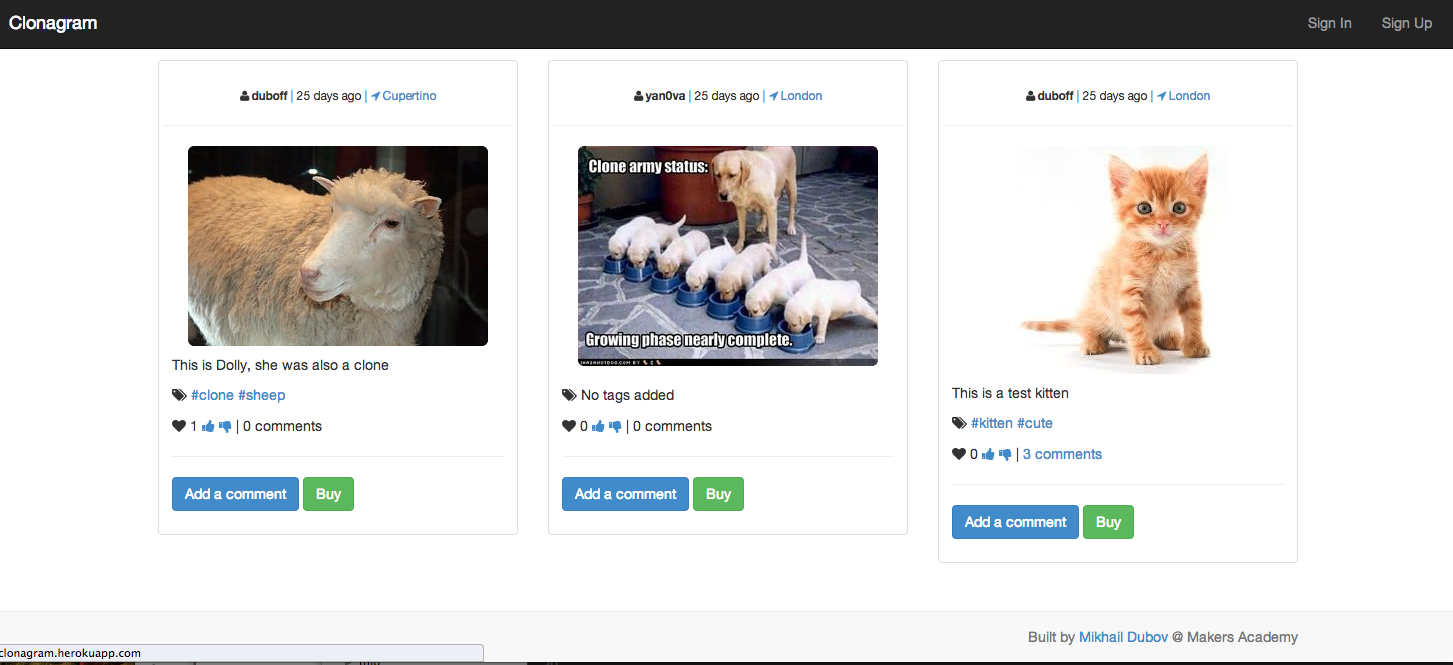 Clonagram
Sign In
Sign Up
duboff | 25 days ago | Cupertino
This is Dolly, she was also a clone
#clone #sheep
1 | 0 comments
Add a comment
Buy
yan0va | 25 days ago | London
Clone army status:
Growing phase nearly complete.
No tags added
0 | 0 comments
Add a comment
Buy
duboff | 25 days ago | London
This is a test kitten
#kitten #cute
0 | 3 comments
Add a comment
Buy
Built by Mikhail Dubov @ Makers Academy
clonagram.herokuapp.com